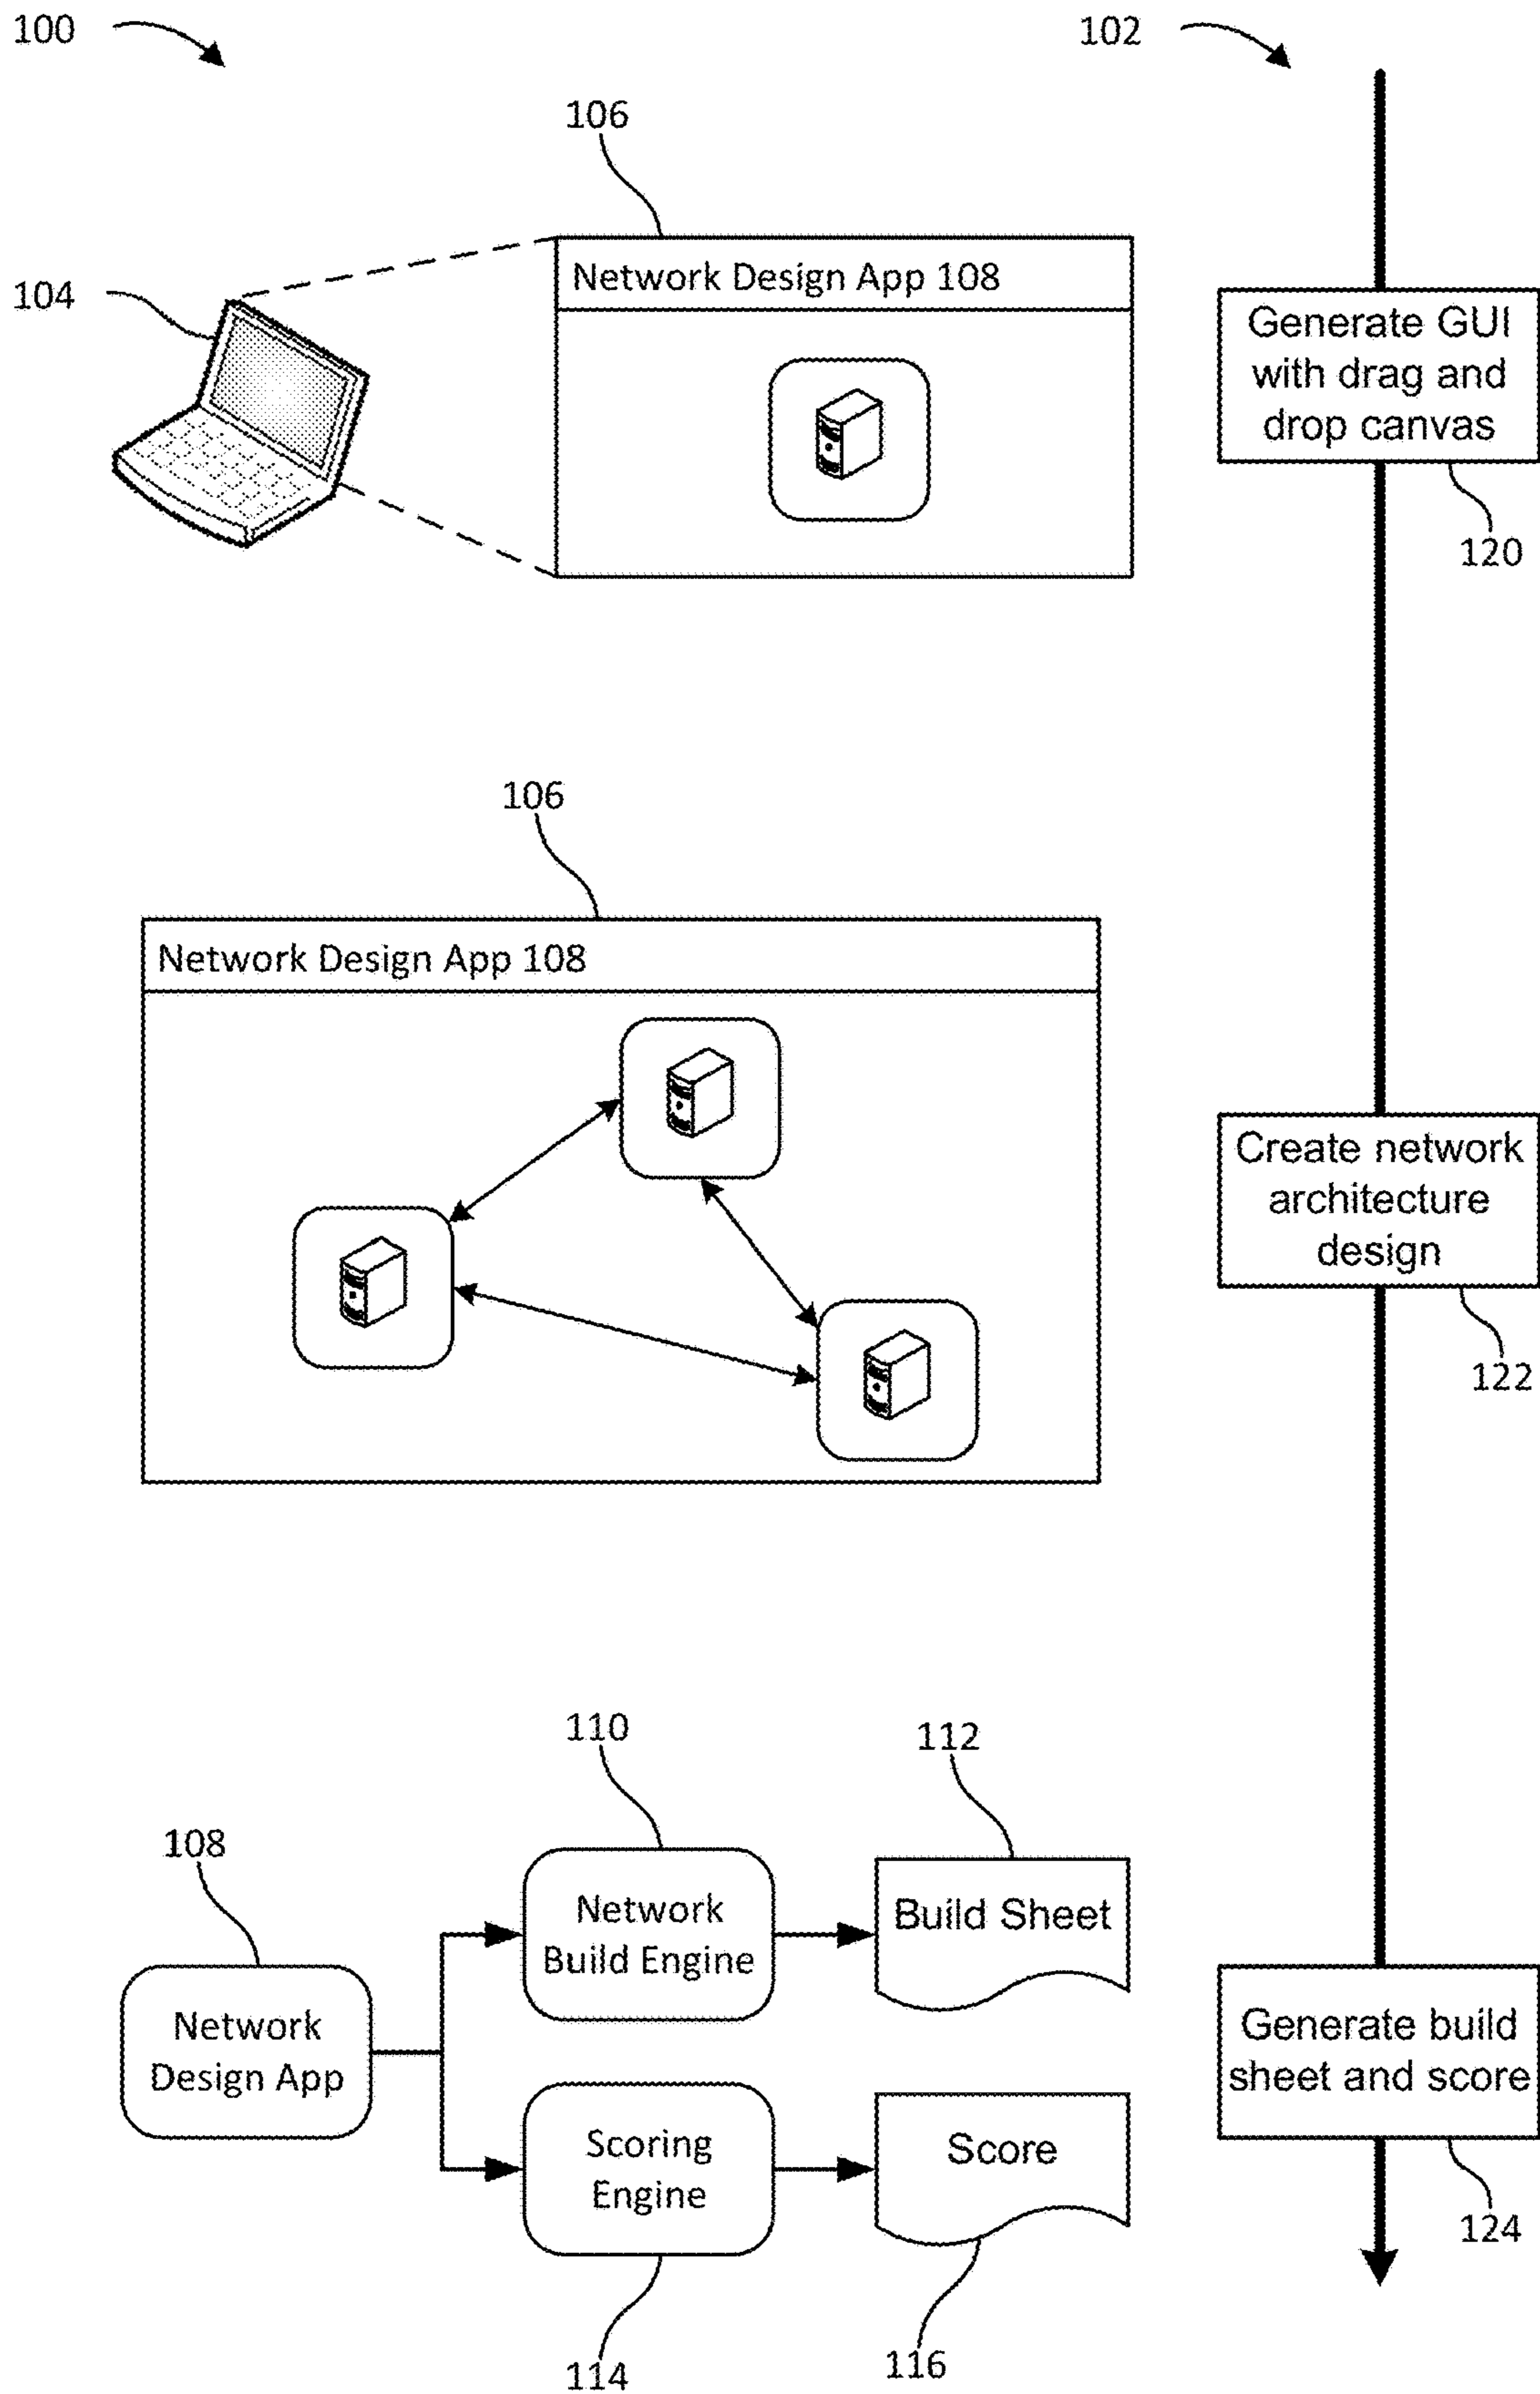 100
102
106
104
Network Design App 108
Generate GUI
with drag and
drop canvas
120
106
Network Design App 108
Create network
architecture
design
122
110
112
108
Network
Build Engine
Build Sheet
Network
Design App
Generate build
sheet and score
Scoring
Engine
Score
124
114
116